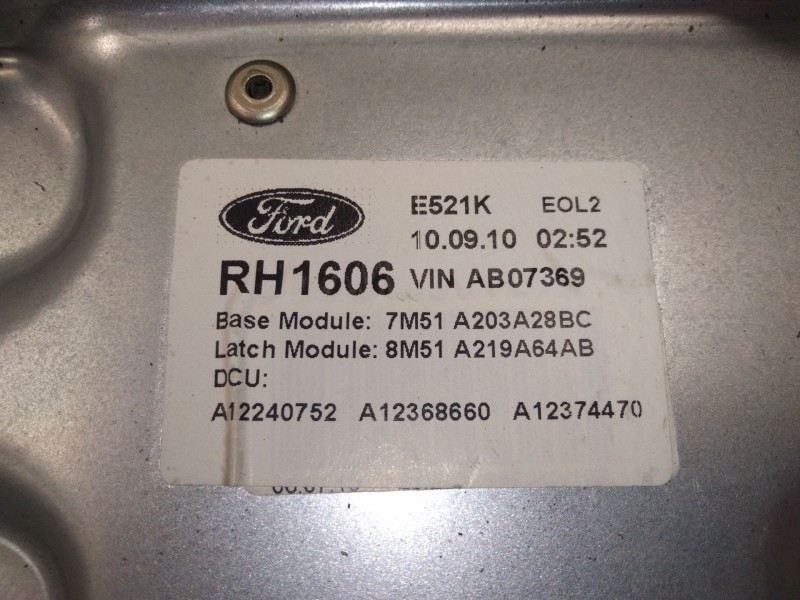 Ford
E521K EOL2
10.09.10 02:52
RH1606 VIN AB07369
Base Module: 7M51 A203A28BC
Latch Module: 8M51 A219A64AB
DCU:
A12240752 A12368660 A12374470